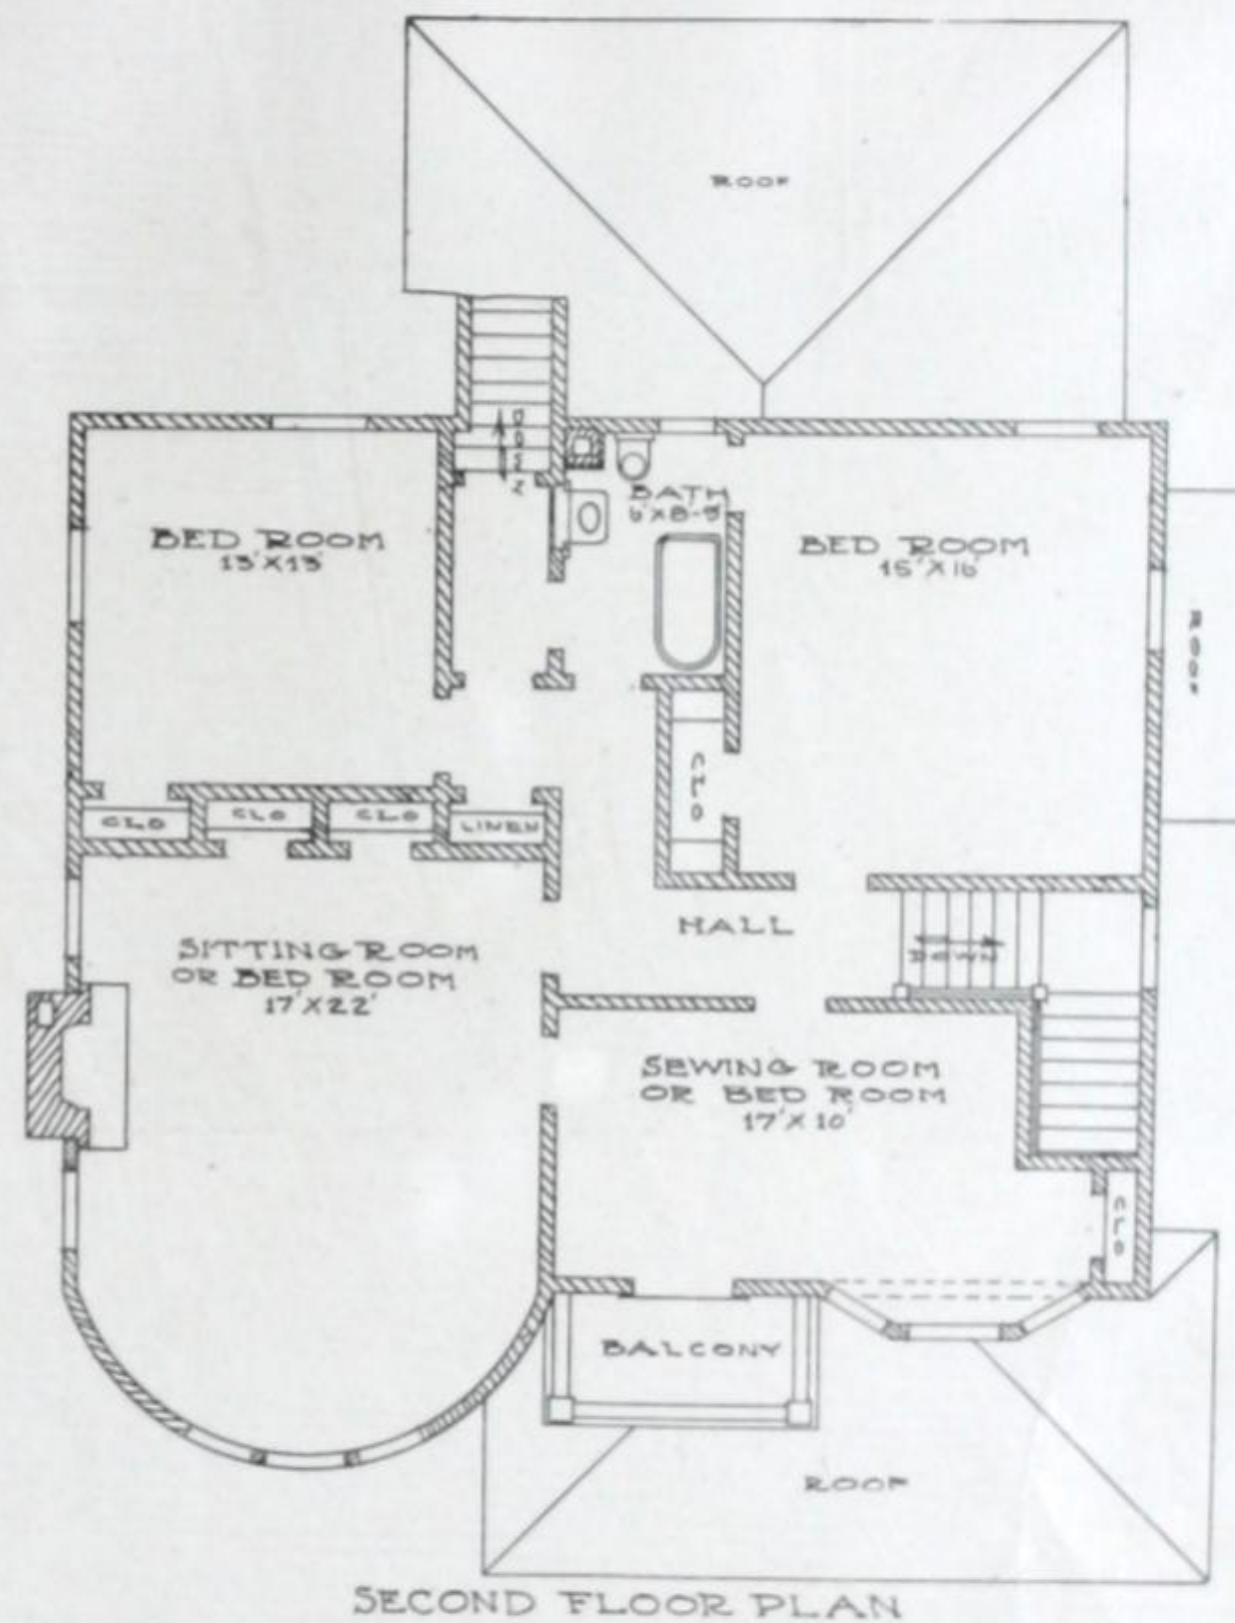 ROOF
DOWN
BATH
6'X8'-9"
BED ROOM
13'X13'
BED ROOM
15'X16'
ROOF
CLO
CLO
CLO
CLO
LINEN
HALL
DOWN
SITTING ROOM
OR BED ROOM
17'X22'
SEWING ROOM
OR BED ROOM
17'X10'
CLO
BALCONY
ROOF
SECOND FLOOR PLAN